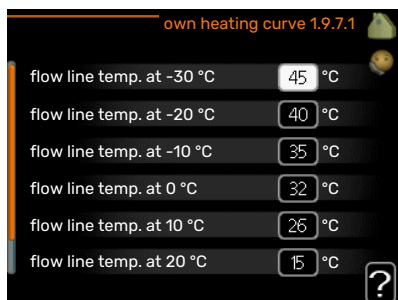 own heating curve 1.9.7.1
flow line temp. at -30 °C 45 °C
flow line temp. at -20 °C 40 °C
flow line temp. at -10 °C 35 °C
flow line temp. at 0 °C 32 °C
flow line temp. at 10 °C 26 °C
flow line temp. at 20 °C 15 °C
?